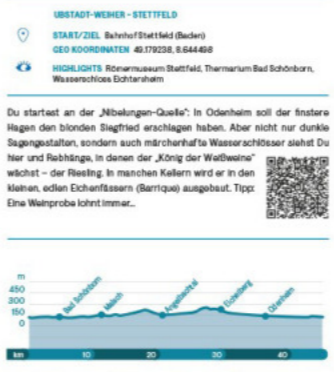 UBSTADT-WEIHER - STETTFELD
START/ZIEL Bahnhof Stettfeld (Baden)
GEO KOORDINATEN 49.179238, 8.644498
HIGHLIGHTS Römermuseum Stettfeld, Thermarium Bad Schönborn,
Wasserschloss Eichtersheim
Du startest an der „Nibelungen-Quelle": In Odenheim soll der finstere
Hagen den blonden Siegfried erschlagen haben. Aber nicht nur dunkle
Sagengestalten, sondern auch märchenhafte Wasserschlösser siehst Du
hier und Rebhänge, in denen der „König der Weißweine"
wächst – der Riesling. In manchen Kellern wird er in den
kleinen, edlen Eichenfässern (Barrique) ausgebaut. Tipp:
Eine Weinprobe lohnt immer...
m
450
300
150
0
Bad Schönborn
Malsch
Angelbachtal
Eichelberg
Odenheim
km
10
20
30
40